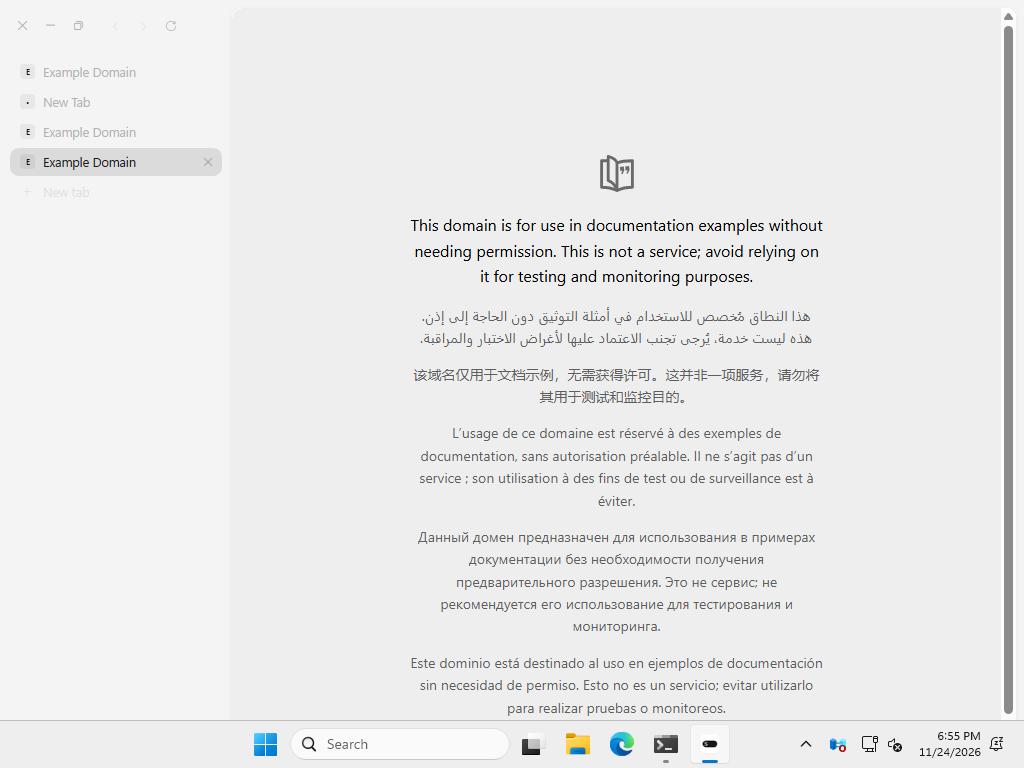 E Example Domain
New Tab
E Example Domain
E Example Domain
+ New tab
This domain is for use in documentation examples without
needing permission. This is not a service; avoid relying on
it for testing and monitoring purposes.
هذا النطاق مُخصص للاستخدام في أمثلة التوثيق دون الحاجة إلى إذن.
هذه ليست خدمة، يُرجى تجنب الاعتماد عليها لأغراض الاختبار والمراقبة.
该域名仅用于文档示例，无需获得许可。这并非一项服务，请勿将
其用于测试和监控目的。
L’usage de ce domaine est réservé à des exemples de
documentation, sans autorisation préalable. Il ne s’agit pas d’un
service ; son utilisation à des fins de test ou de surveillance est à
éviter.
Данный домен предназначен для использования в примерах
документации без необходимости получения
предварительного разрешения. Это не сервис; не
рекомендуется его использование для тестирования и
мониторинга.
Este dominio está destinado al uso en ejemplos de documentación
sin necesidad de permiso. Esto no es un servicio; evitar utilizarlo
para realizar pruebas o monitoreos.
Search
6:55 PM
11/24/2026